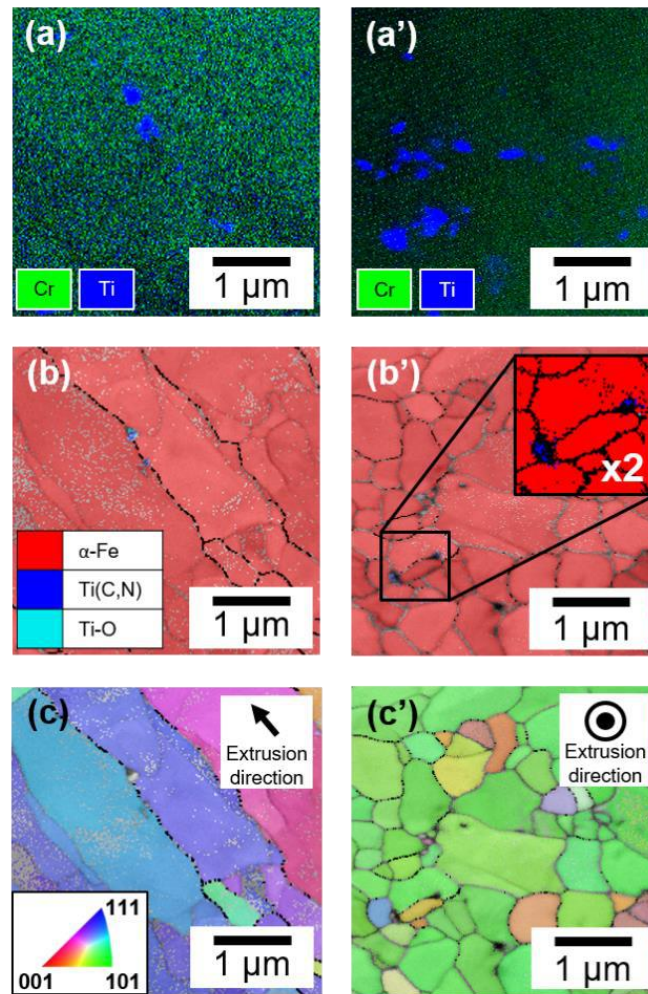 (a)
Cr Ti 1 μm
(a')
Cr Ti 1 μm
(b)
α-Fe
Ti(C,N)
Ti-O
1 μm
(b')
x2
1 μm
(c)
Extrusion
direction
111
001 101
1 μm
(c')
Extrusion
direction
1 μm